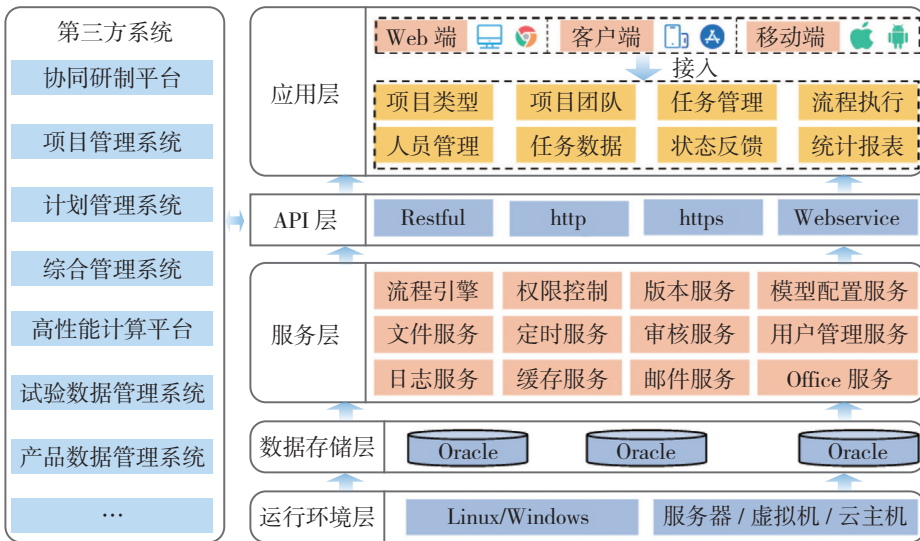 第三方系统
协同研制平台
项目管理系统
计划管理系统
综合管理系统
高性能计算平台
试验数据管理系统
产品数据管理系统
…
应用层
Web 端 客户端 移动端
接入
项目类型 项目团队 任务管理 流程执行
人员管理 任务数据 状态反馈 统计报表
API 层
Restful http https Webservice
服务层
流程引擎 权限控制 版本服务 模型配置服务
文件服务 定时服务 审核服务 用户管理服务
日志服务 缓存服务 邮件服务 Office 服务
数据存储层
Oracle Oracle Oracle
运行环境层
Linux/Windows 服务器 / 虚拟机 / 云主机